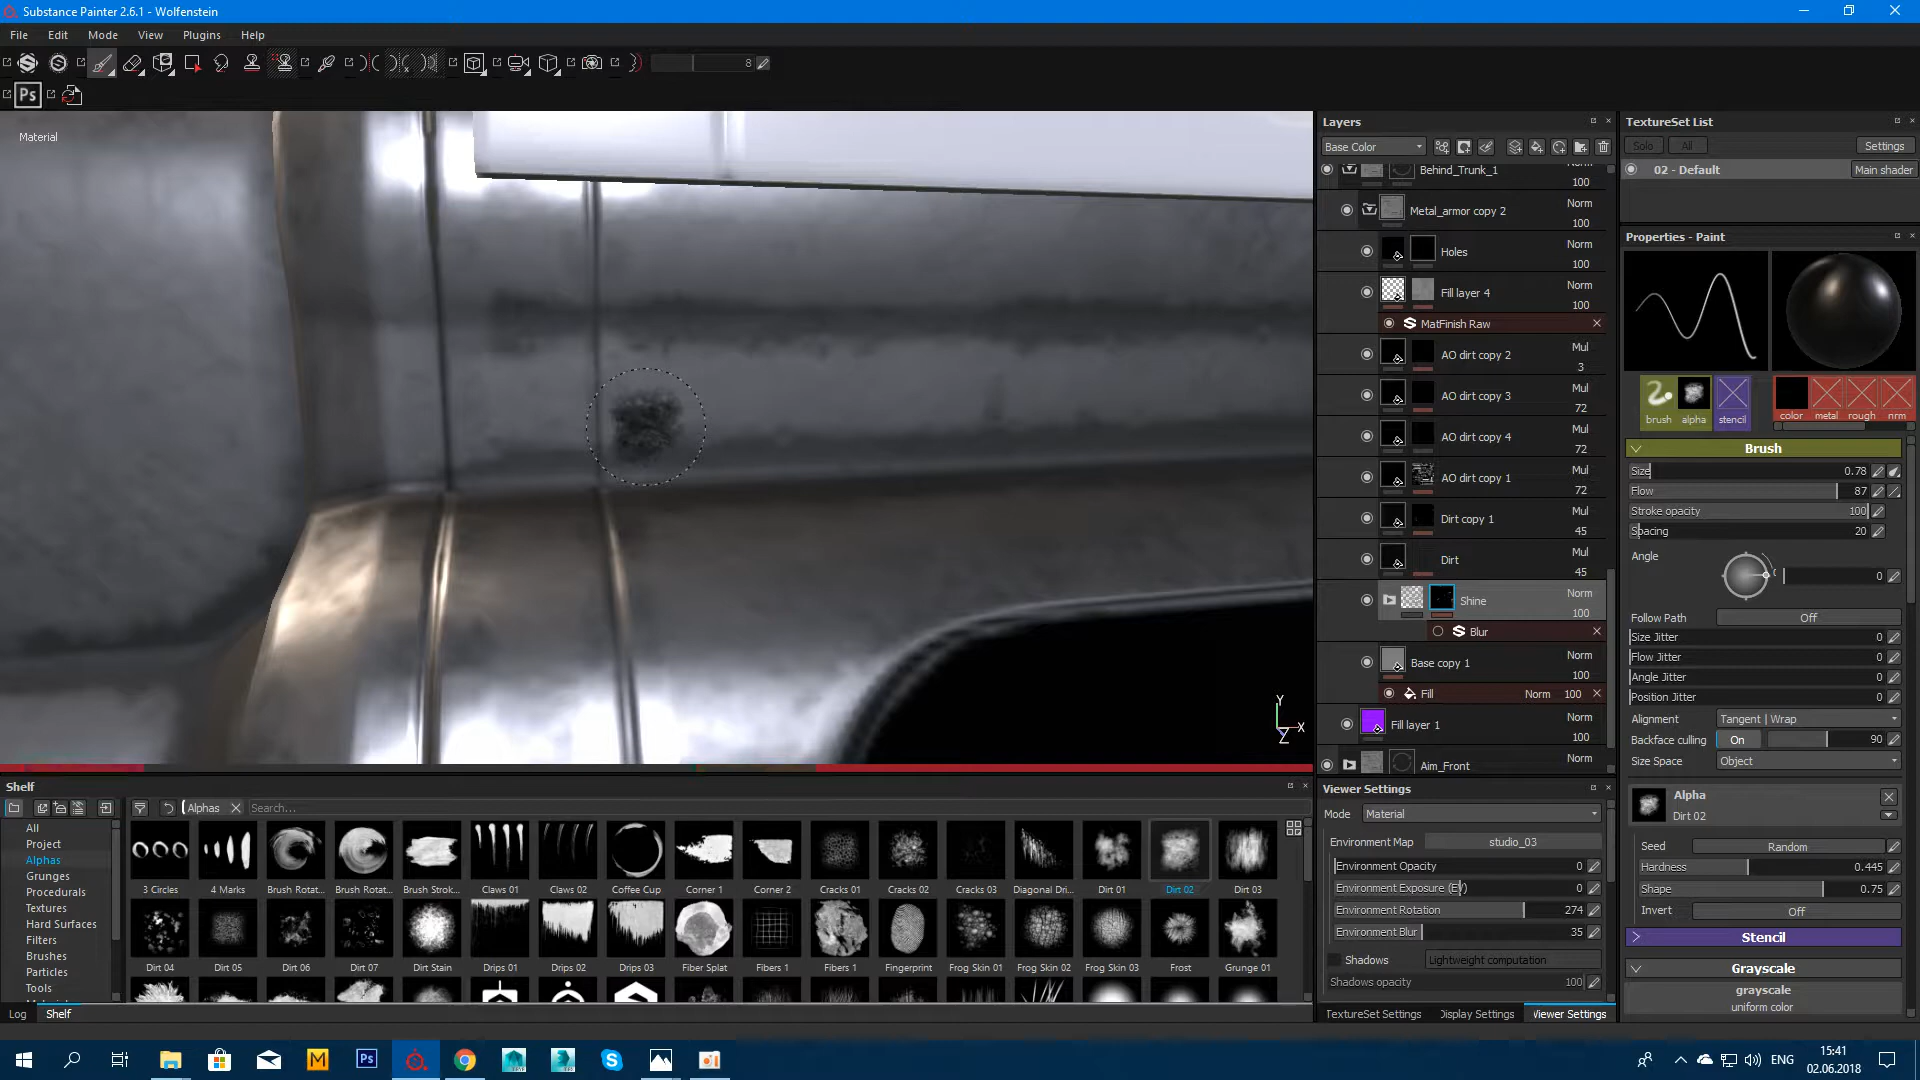 Substance Painter 2.6.1 - Wolfenstein
File Edit Mode View Plugins Help
8
Ps
Material
Layers
Base Color
Behind_Trunk_1 Norm 100
Metal_armor copy 2 Norm 100
Holes Norm 100
Fill layer 4 Norm 100
MatFinish Raw
AO dirt copy 2 Mul 3
AO dirt copy 3 Mul 72
AO dirt copy 4 Mul 72
AO dirt copy 1 Mul 72
Dirt copy 1 Mul 45
Dirt Mul 45
Shine Norm 100
Blur
Base copy 1 Norm 100
Fill Norm 100
Fill layer 1 Norm 100
Aim_Front Norm
Y
X
Z
TextureSet List
Solo All Settings
02 - Default Main shader
Properties - Paint
brush alpha stencil color metal rough nrm
Brush
Size 0.78
Flow 87
Stroke opacity 100
Spacing 20
Angle 0
Follow Path Off
Size Jitter 0
Flow Jitter 0
Angle Jitter 0
Position Jitter 0
Alignment Tangent | Wrap
Backface culling On 90
Size Space Object
Alpha
Dirt 02
Seed Random
Hardness 0.445
Shape 0.75
Invert Off
Stencil
Grayscale
grayscale
uniform color
Viewer Settings
Mode Material
Environment Map studio_03
Environment Opacity 0
Environment Exposure (EV) 0
Environment Rotation 274
Environment Blur 35
Shadows Lightweight computation
Shadows opacity 100
TextureSet Settings Display Settings Viewer Settings
Shelf
Alphas Search...
All
Project
Alphas
Grunges
Procedurals
Textures
Hard Surfaces
Filters
Brushes
Particles
Tools
3 Circles 4 Marks Brush Rotat... Brush Rotat... Brush Strok... Claws 01 Claws 02 Coffee Cup Corner 1 Corner 2 Cracks 01 Cracks 02 Cracks 03 Diagonal Dri... Dirt 01 Dirt 02 Dirt 03
Dirt 04 Dirt 05 Dirt 06 Dirt 07 Dirt Stain Drips 01 Drips 02 Drips 03 Fiber Splat Fibers 1 Fibers 1 Fingerprint Frog Skin 01 Frog Skin 02 Frog Skin 03 Frost Grunge 01
Log Shelf
M Ps ENG
15:41
02.06.2018